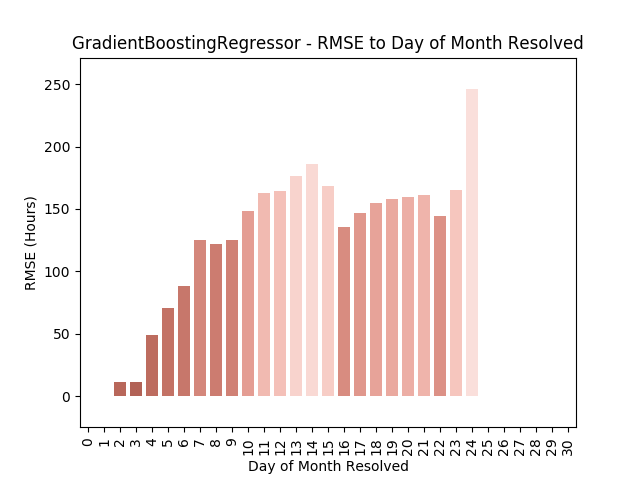 GradientBoostingRegressor - RMSE to Day of Month Resolved
250
200
150
100
50
0
RMSE (Hours)
0 1 2 3 4 5 6 7 8 9 10 11 12 13 14 15 16 17 18 19 20 21 22 23 24 25 26 27 28 29 30
Day of Month Resolved